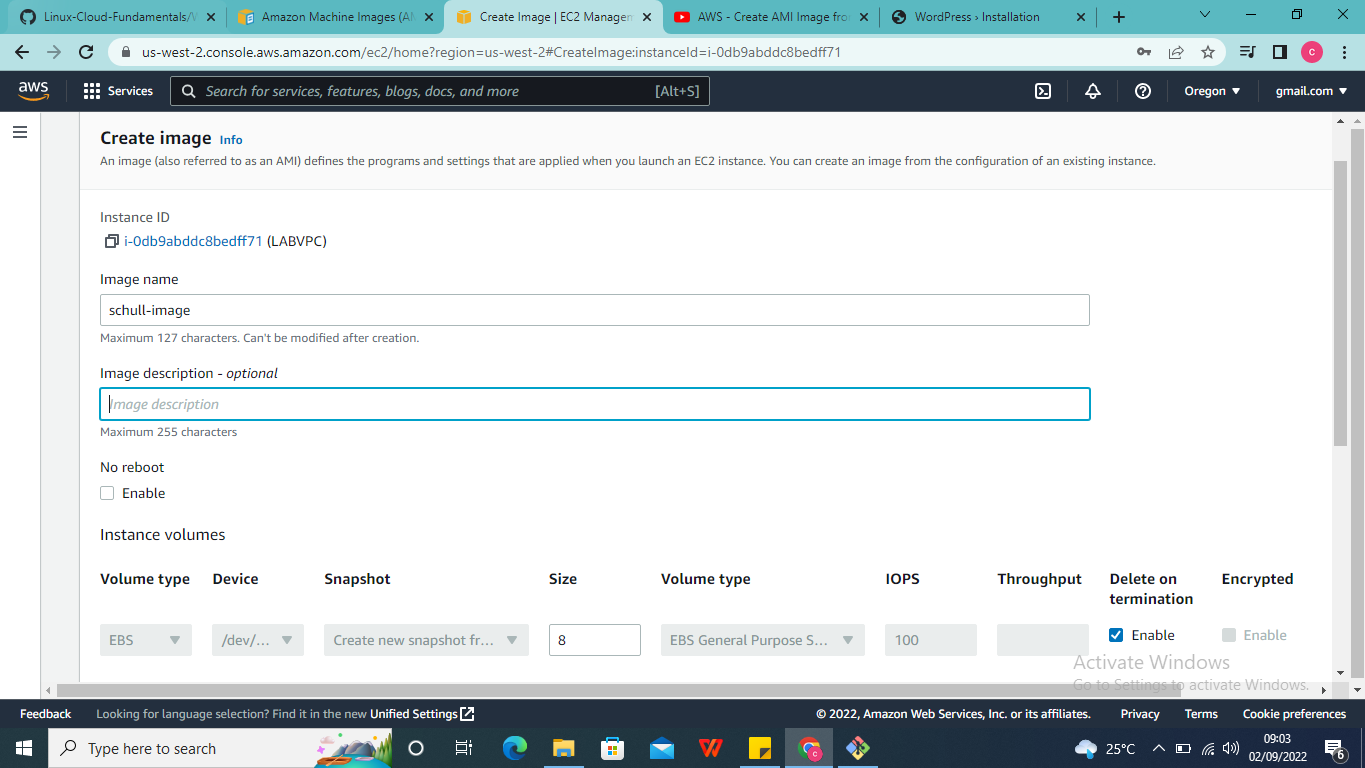 Linux-Cloud-Fundamentals/
Amazon Machine Images (AM
Create Image | EC2 Managem
AWS - Create AMI Image fro
WordPress › Installation
us-west-2.console.aws.amazon.com/ec2/home?region=us-west-2#CreateImage:instanceId=i-0db9abddc8bedff71
c
aws
Services
Search for services, features, blogs, docs, and more
[Alt+S]
Oregon
gmail.com
Create image Info
An image (also referred to as an AMI) defines the programs and settings that are applied when you launch an EC2 instance. You can create an image from the configuration of an existing instance.
Instance ID
i-0db9abddc8bedff71 (LABVPC)
Image name
schull-image
Maximum 127 characters. Can't be modified after creation.
Image description - optional
Image description
Maximum 255 characters
No reboot
Enable
Instance volumes
Volume type Device Snapshot Size Volume type IOPS Throughput Delete on termination Encrypted
EBS /dev/... Create new snapshot fr... 8 EBS General Purpose S... 100 Enable Enable
Activate Windows
Go to Settings to activate Windows.
Feedback Looking for language selection? Find it in the new Unified Settings © 2022, Amazon Web Services, Inc. or its affiliates. Privacy Terms Cookie preferences
Type here to search
25°C
09:03
02/09/2022
6